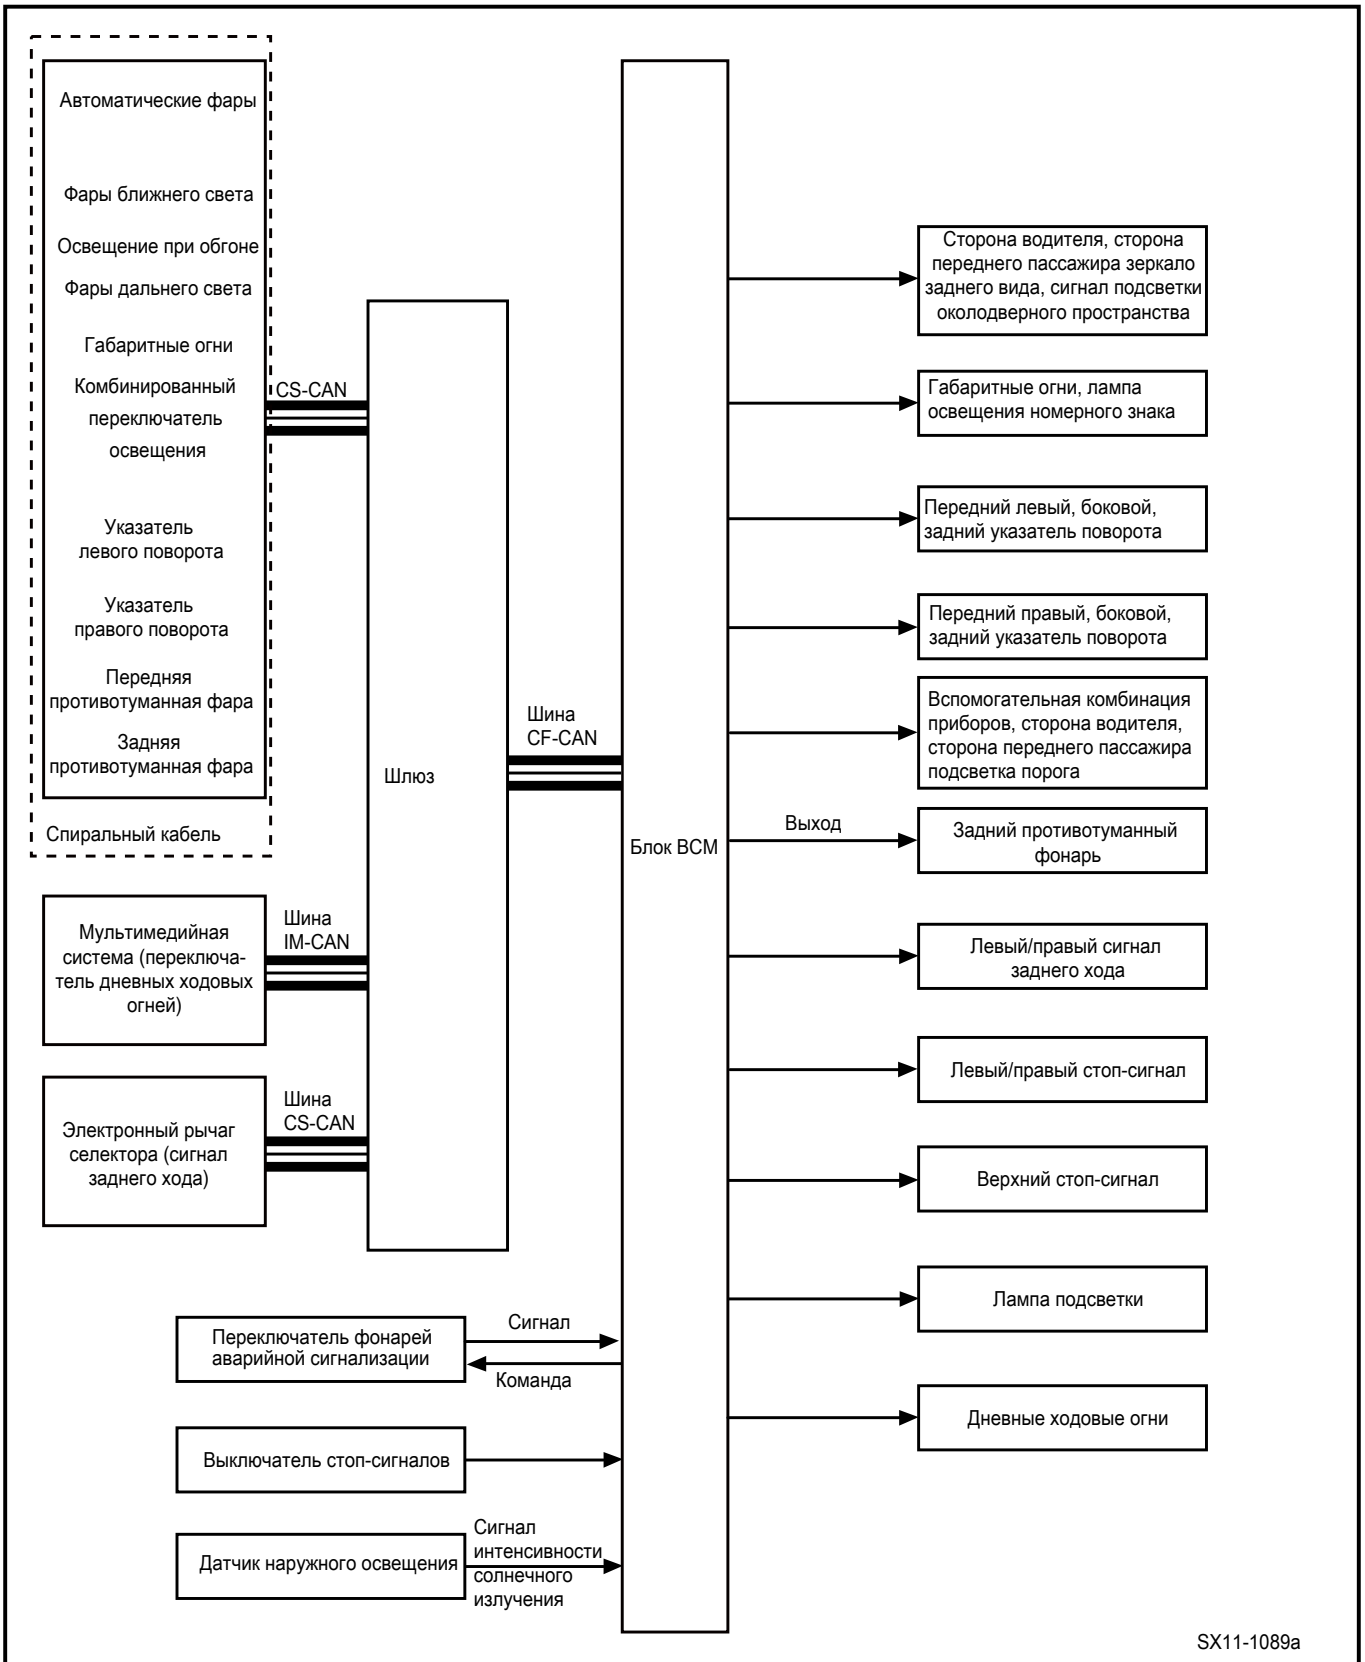 Автоматические фары
Фары ближнего света
Освещение при обгоне
Фары дальнего света
Габаритные огни
Комбинированный
переключатель
освещения
Указатель
левого поворота
Указатель
правого поворота
Передняя
противотуманная фара
Задняя
противотуманная фара
Спиральный кабель
CS-CAN
Мультимедийная
система (переключа-
тель дневных ходовых
огней)
Шина
IM-CAN
Электронный рычаг
селектора (сигнал
заднего хода)
Шина
CS-CAN
Шлюз
Шина
CF-CAN
Переключатель фонарей
аварийной сигнализации
Сигнал
Команда
Выключатель стоп-сигналов
Датчик наружного освещения
Сигнал
интенсивности
солнечного
излучения
Блок BCM
Сторона водителя, сторона
переднего пассажира зеркало
заднего вида, сигнал подсветки
околодверного пространства
Габаритные огни, лампа
освещения номерного знака
Передний левый, боковой,
задний указатель поворота
Передний правый, боковой,
задний указатель поворота
Вспомогательная комбинация
приборов, сторона водителя,
сторона переднего пассажира
подсветка порога
Выход
Задний противотуманный
фонарь
Левый/правый сигнал
заднего хода
Левый/правый стоп-сигнал
Верхний стоп-сигнал
Лампа подсветки
Дневные ходовые огни
SX11-1089a